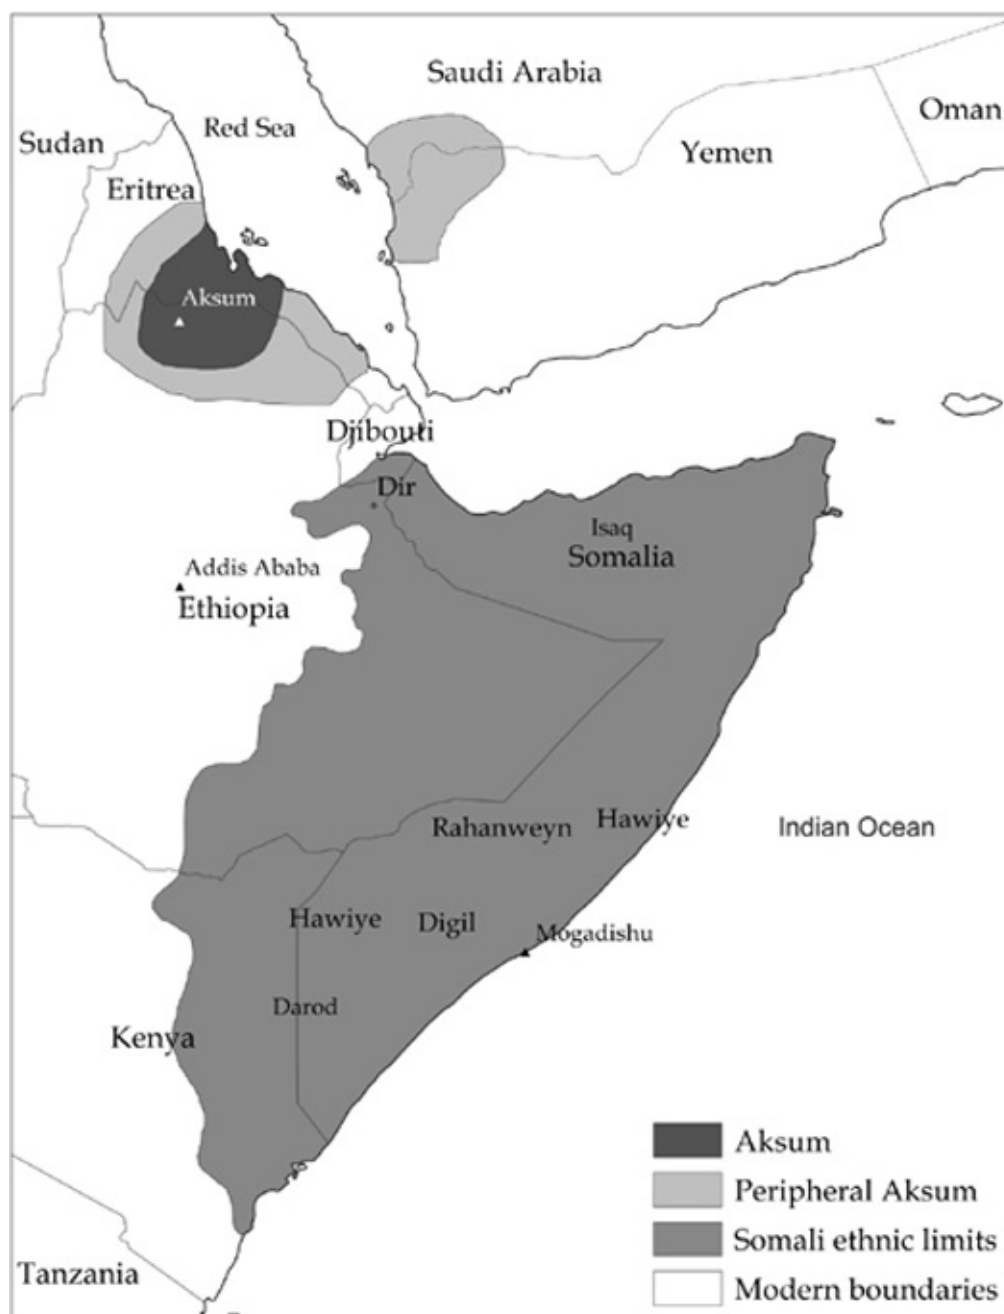 Saudi Arabia
Oman
Red Sea
Sudan
Yemen
Eritrea
Aksum
Djibouti
Dir
Isaq
Somalia
Addis Ababa
Ethiopia
Rahanweyn
Hawiye
Indian Ocean
Hawiye
Digil
Mogadishu
Darod
Kenya
Aksum
Peripheral Aksum
Somali ethnic limits
Modern boundaries
Tanzania